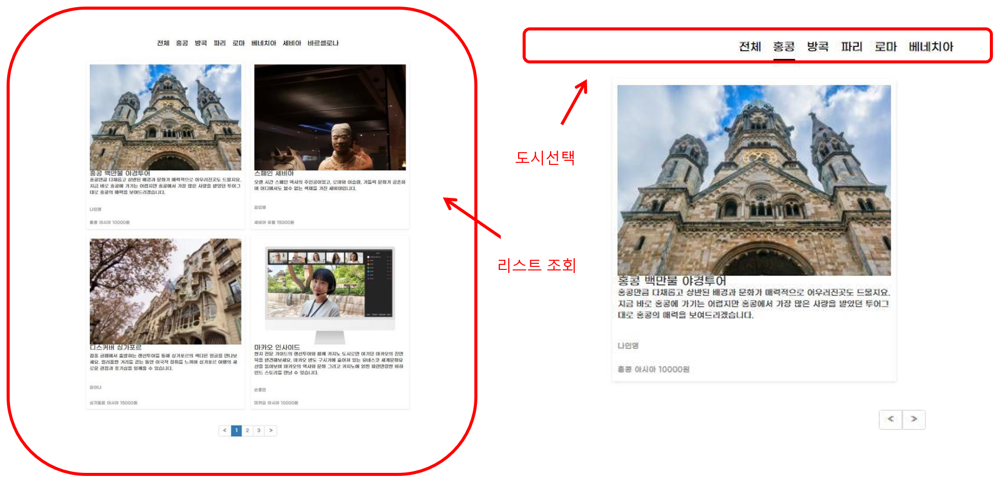 전체 홍콩 방콕 파리 로마 베네치아 세비아 바르셀로나
홍콩 백만불 야경투어
홍콩만큼 다채롭고 상반된 배경과 문화가 매력적으로 어우러진곳도 드물지요.
지금 바로 홍콩에 가기는 어렵지만 홍콩에서 가장 많은 사랑을 받았던 투어그
대로 홍콩의 매력을 보여드리겠습니다.
나인영
홍콩 아시아 10000원
스페인 세비아
오랜 시간 스페인 역사의 주인공이었고, 로마와 이슬람, 가톨릭 문화가 공존하
며 어디에서도 볼수 없는 색채를 가진 세비아입니다.
김민영
세비아 유럽 15000원
디스커버 싱가포르
컴퐁 글램에서 출발하는 랜선투어를 통해 싱가포르의 색다른 얼굴을 만나보
세요. 컬러풀한 거리를 걷는 동안 이국적 정취를 느끼며 싱가포르 여행의 새
로운 관점과 호기심을 일깨울 수 있습니다.
김이나
싱가포르 아시아 15000원
마카오 인사이드
현지 전문 가이드의 랜선투어와 함께 카지노 도시로만 여기던 마카오의 진면
목을 발견해보세요. 마카오 반도 구시가에 흩어져 있는 유네스코 세계문화유
산을 돌아보며 마카오의 역사와 문화 그리고 카지노에 얽힌 파란만장한 비하
인드 스토리를 만날 수 있습니다.
손흥민
마카오 아시아 10000원
< 1 2 3 >
도시선택
리스트 조회
전체 홍콩 방콕 파리 로마 베네치아
홍콩 백만불 야경투어
홍콩만큼 다채롭고 상반된 배경과 문화가 매력적으로 어우러진곳도 드물지요.
지금 바로 홍콩에 가기는 어렵지만 홍콩에서 가장 많은 사랑을 받았던 투어그
대로 홍콩의 매력을 보여드리겠습니다.
나인영
홍콩 아시아 10000원
≪ ≫